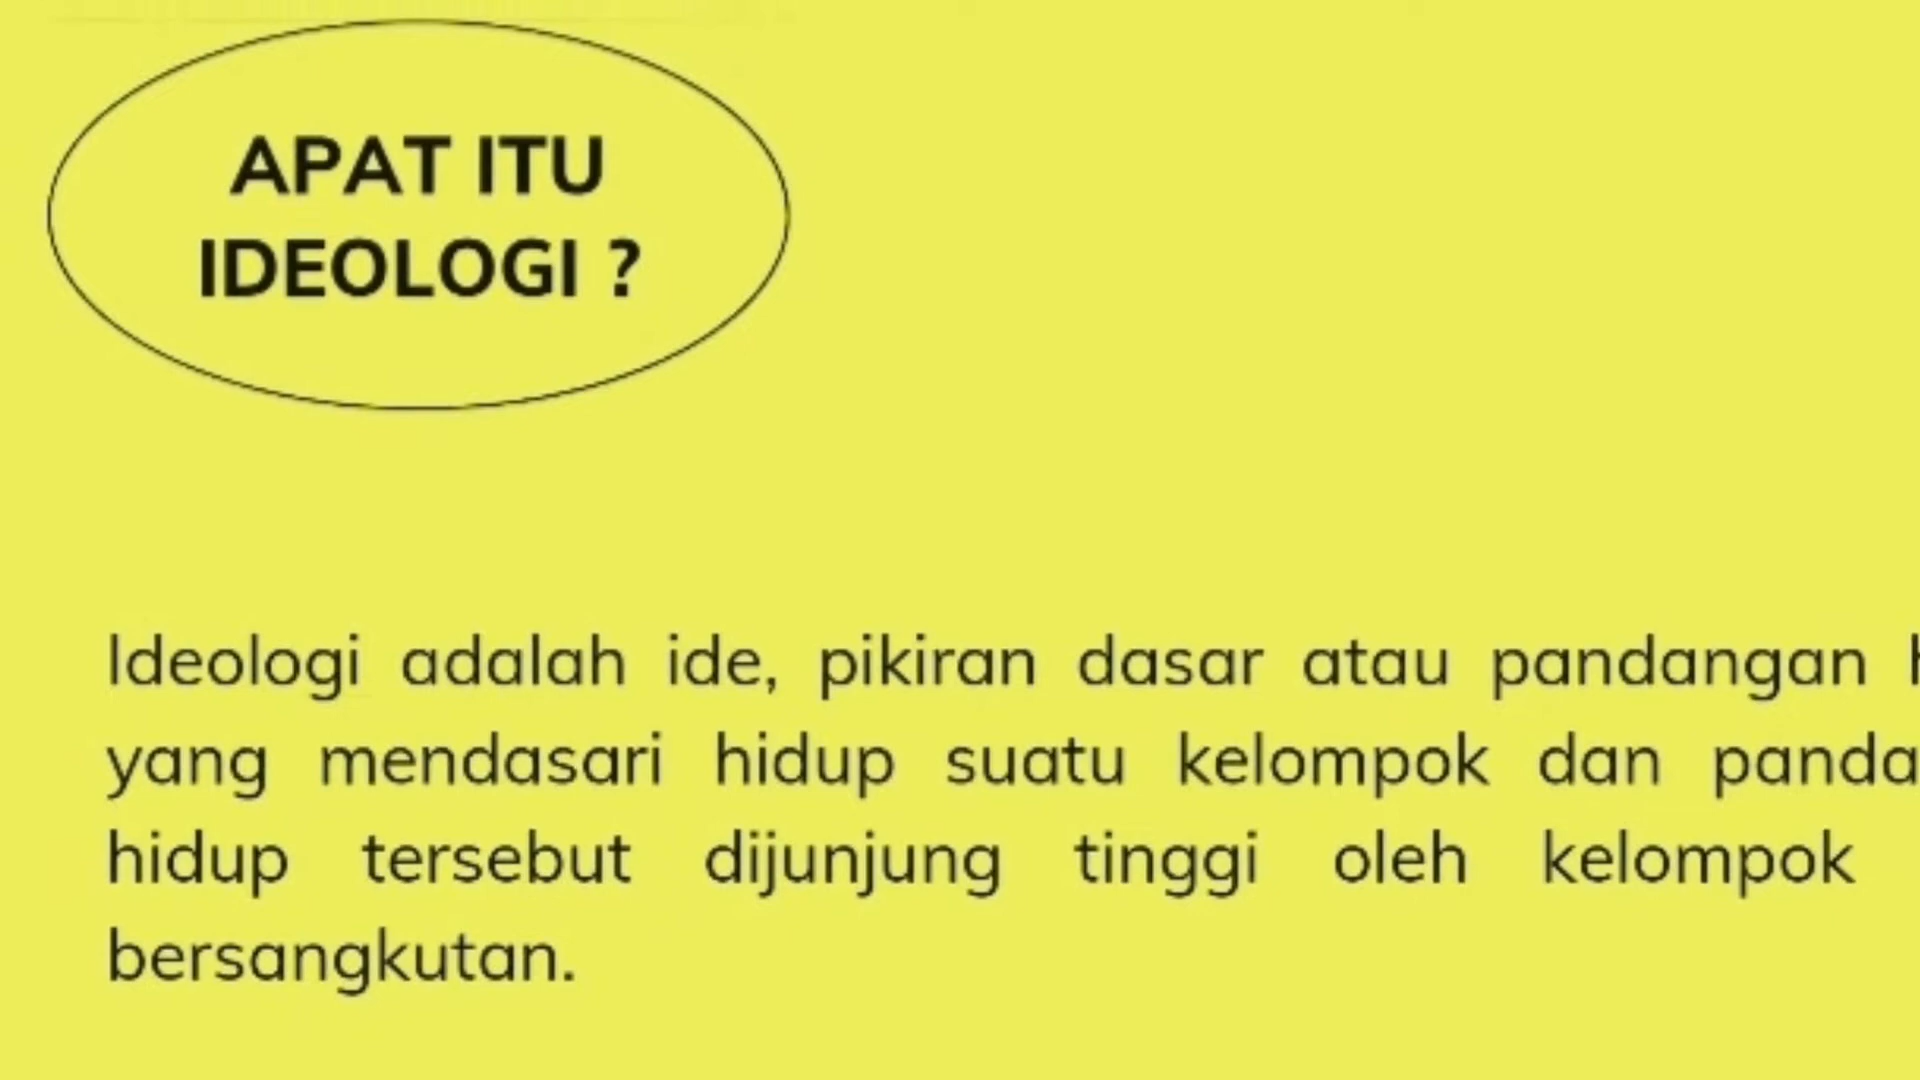 APAT ITU
IDEOLOGI ?
Ideologi adalah ide, pikiran dasar atau pandangan
yang mendasari hidup suatu kelompok dan panda
hidup tersebut dijunjung tinggi oleh kelompok
bersangkutan.